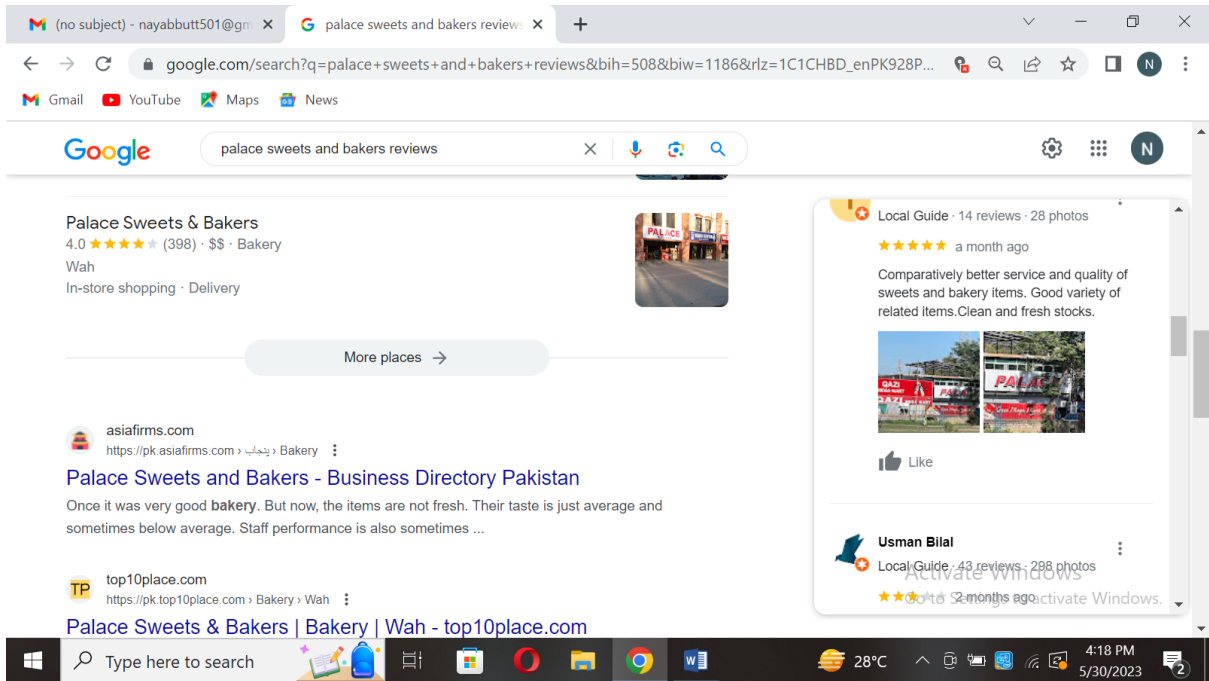 (no subject) - nayabbutt501@gm
palace sweets and bakers reviews
google.com/search?q=palace+sweets+and+bakers+reviews&bih=508&biw=1186&rlz=1C1CHBD_enPK928P...
N
Gmail
YouTube
Maps
News
Google
palace sweets and bakers reviews
N
Palace Sweets & Bakers
4.0 (398) · $$ · Bakery
Wah
In-store shopping · Delivery
PALACE
More places
asiafirms.com
https://pk.asiafirms.com › پنجاب › Bakery
Palace Sweets and Bakers - Business Directory Pakistan
Once it was very good bakery. But now, the items are not fresh. Their taste is just average and
sometimes below average. Staff performance is also sometimes ...
TP
top10place.com
https://pk.top10place.com › Bakery › Wah
Palace Sweets & Bakers | Bakery | Wah - top10place.com
Local Guide · 14 reviews · 28 photos
a month ago
Comparatively better service and quality of
sweets and bakery items. Good variety of
related items.Clean and fresh stocks.
QAZI
PALA
Like
Usman Bilal
Local Guide · 43 reviews · 298 photos
2 months ago
Activate Windows
Go to Settings to activate Windows.
Type here to search
28°C
4:18 PM
5/30/2023
2